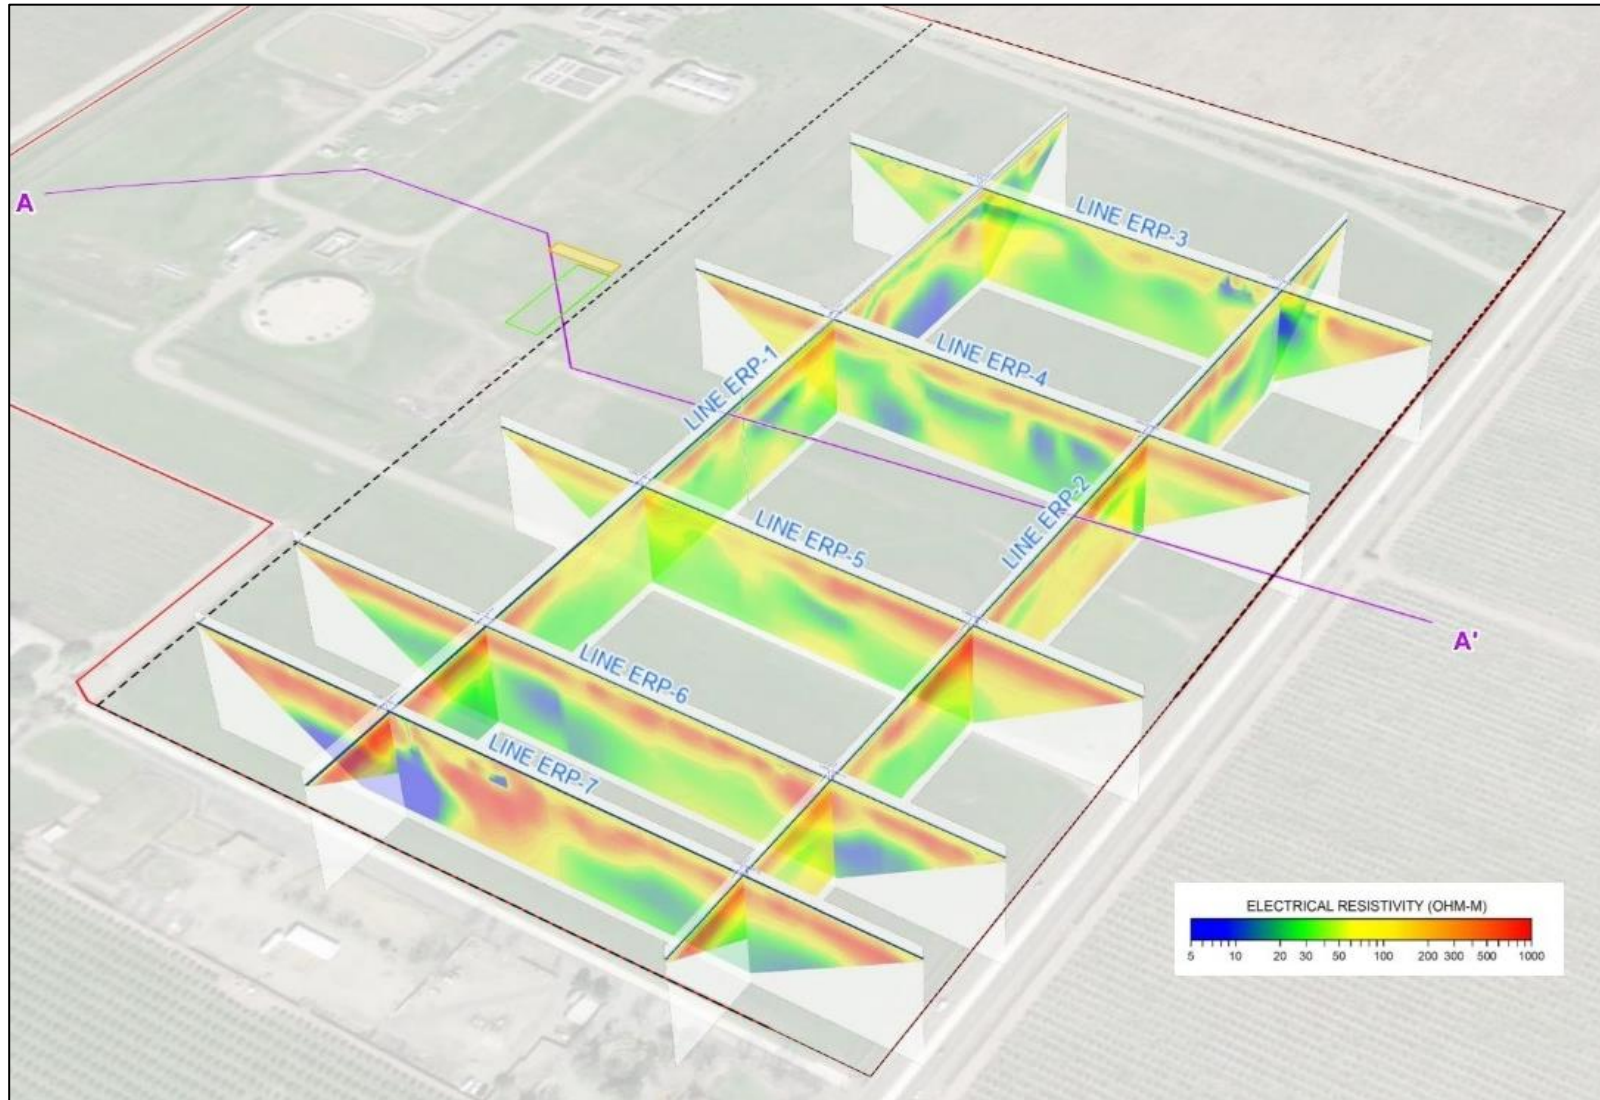 A
LINE ERP-3
LINE ERP-4
LINE ERP-1
LINE ERP-2
LINE ERP-5
A'
LINE ERP-6
LINE ERP-7
ELECTRICAL RESISTIVITY (OHM-M)
5 10 20 30 50 100 200 300 500 1000